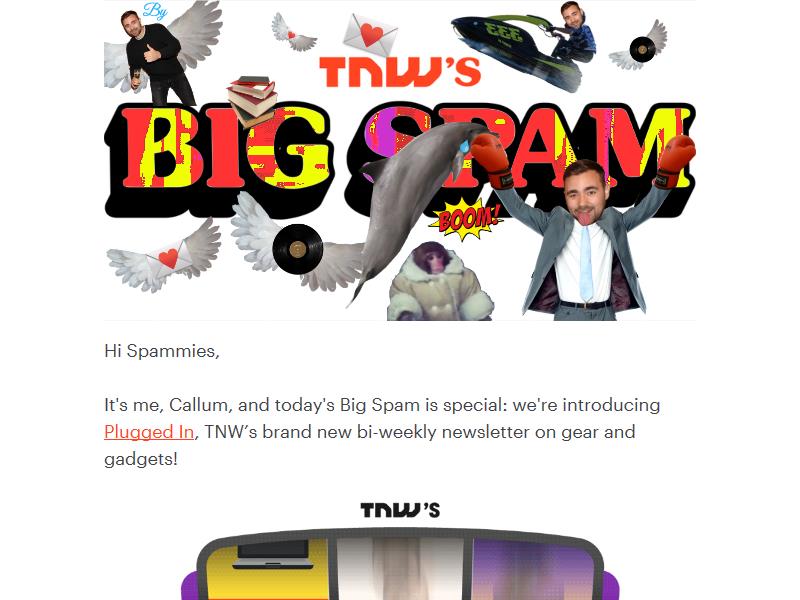 By
TNW'S
BIG SPAM
BOOM!
Hi Spammies,
It's me, Callum, and today's Big Spam is special: we're introducing
Plugged In, TNW’s brand new bi-weekly newsletter on gear and
gadgets!
TNW'S